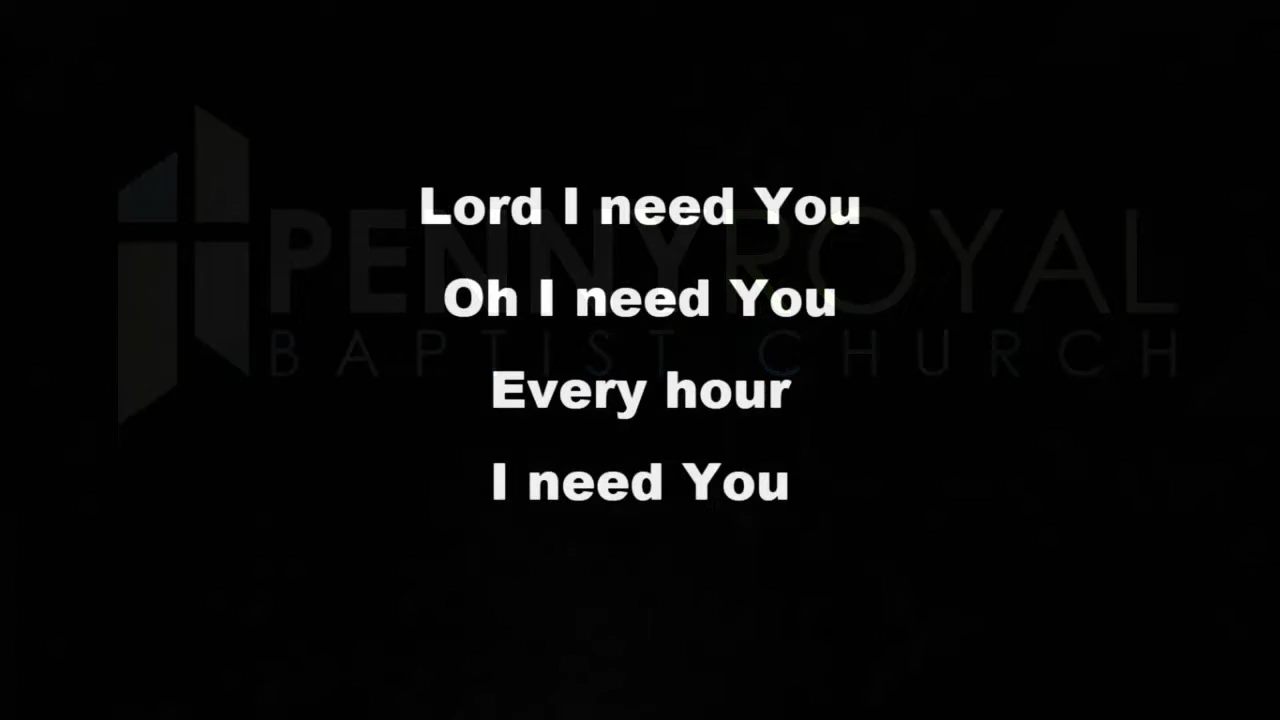 Lord I need You
PENNYROYAL
Oh I need You
BAPTIST CHURCH
Every hour
I need You